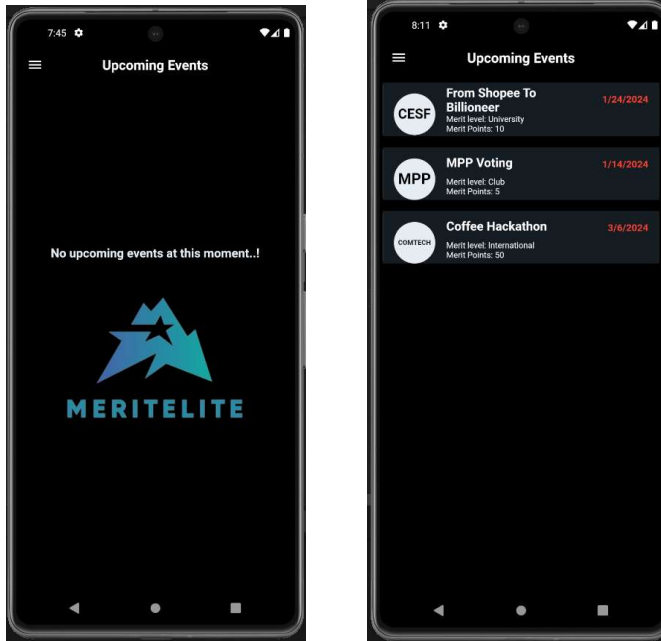 7:45
Upcoming Events
No upcoming events at this moment..!
MERITELITE
8:11
Upcoming Events
CESF
From Shopee To
Billioneer
Merit level: University
Merit Points: 10
1/24/2024
MPP
MPP Voting
Merit level: Club
Merit Points: 5
1/14/2024
COMTECH
Coffee Hackathon
Merit level: International
Merit Points: 50
3/6/2024